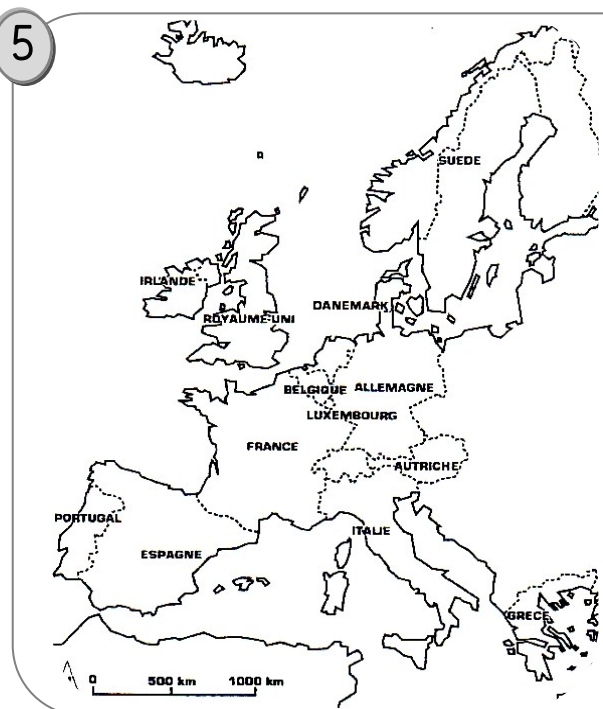 5
SUEDE
IRLANDE
ROYAUME-UNI
DANEMARK
BELGIQUE
ALLEMAGNE
LUXEMBOURG
FRANCE
AUTRICHE
PORTUGAL
ESPAGNE
ITALIE
GRECE
0 500 km 1000 km